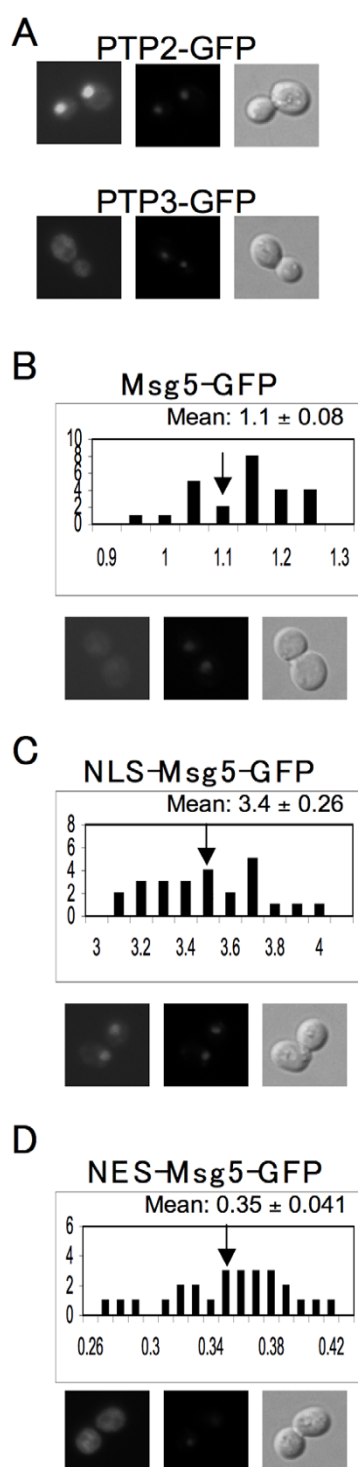 A
PTP2-GFP
PTP3-GFP
B
Msg5-GFP
Mean: 1.1 ± 0.08
10
8
6
4
2
0
0.9 1 1.1 1.2 1.3
C
NLS-Msg5-GFP
Mean: 3.4 ± 0.26
8
6
4
2
0
3 3.2 3.4 3.6 3.8 4
D
NES-Msg5-GFP
Mean: 0.35 ± 0.041
6
4
2
0
0.26 0.3 0.34 0.38 0.42